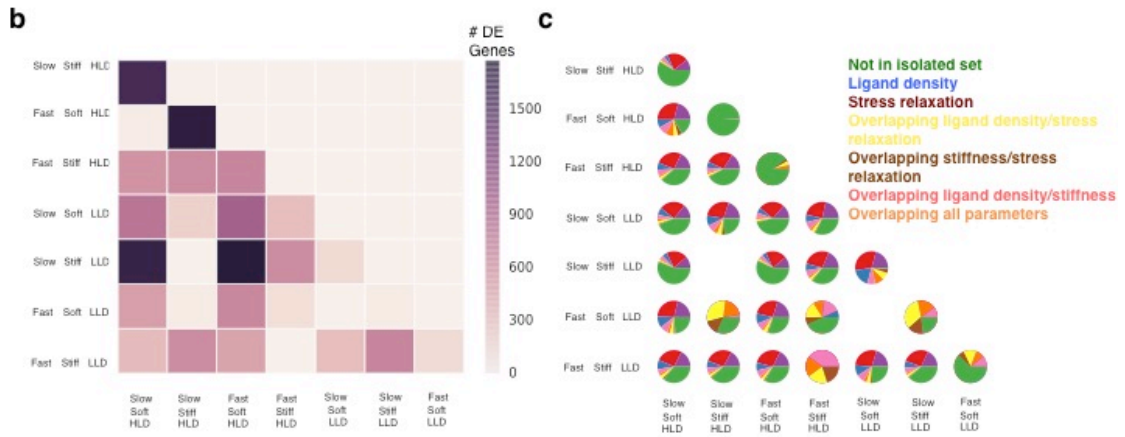 b
# DE
Genes
Slow Stiff HLD
Fast Soft HLD
Fast Stiff HLD
Slow Soft LLD
Slow Stiff LLD
Fast Soft LLD
Fast Stiff LLD
1500
1200
900
600
300
0
Slow Slow Fast Fast Slow Slow Fast
Soft Stiff Soft Stiff Soft Stiff Soft
HLD HLD HLD HLD LLD LLD LLD
c
Slow Stiff HLD
Fast Soft HLD
Fast Stiff HLD
Slow Soft LLD
Slow Stiff LLD
Fast Soft LLD
Fast Stiff LLD
Slow Slow Fast Fast Slow Slow Fast
Soft Stiff Soft Stiff Soft Stiff Soft
HLD HLD HLD HLD LLD LLD LLD
Not in isolated set
Ligand density
Stress relaxation
Overlapping ligand density/stress
relaxation
Overlapping stiffness/stress
relaxation
Overlapping ligand density/stiffness
Overlapping all parameters